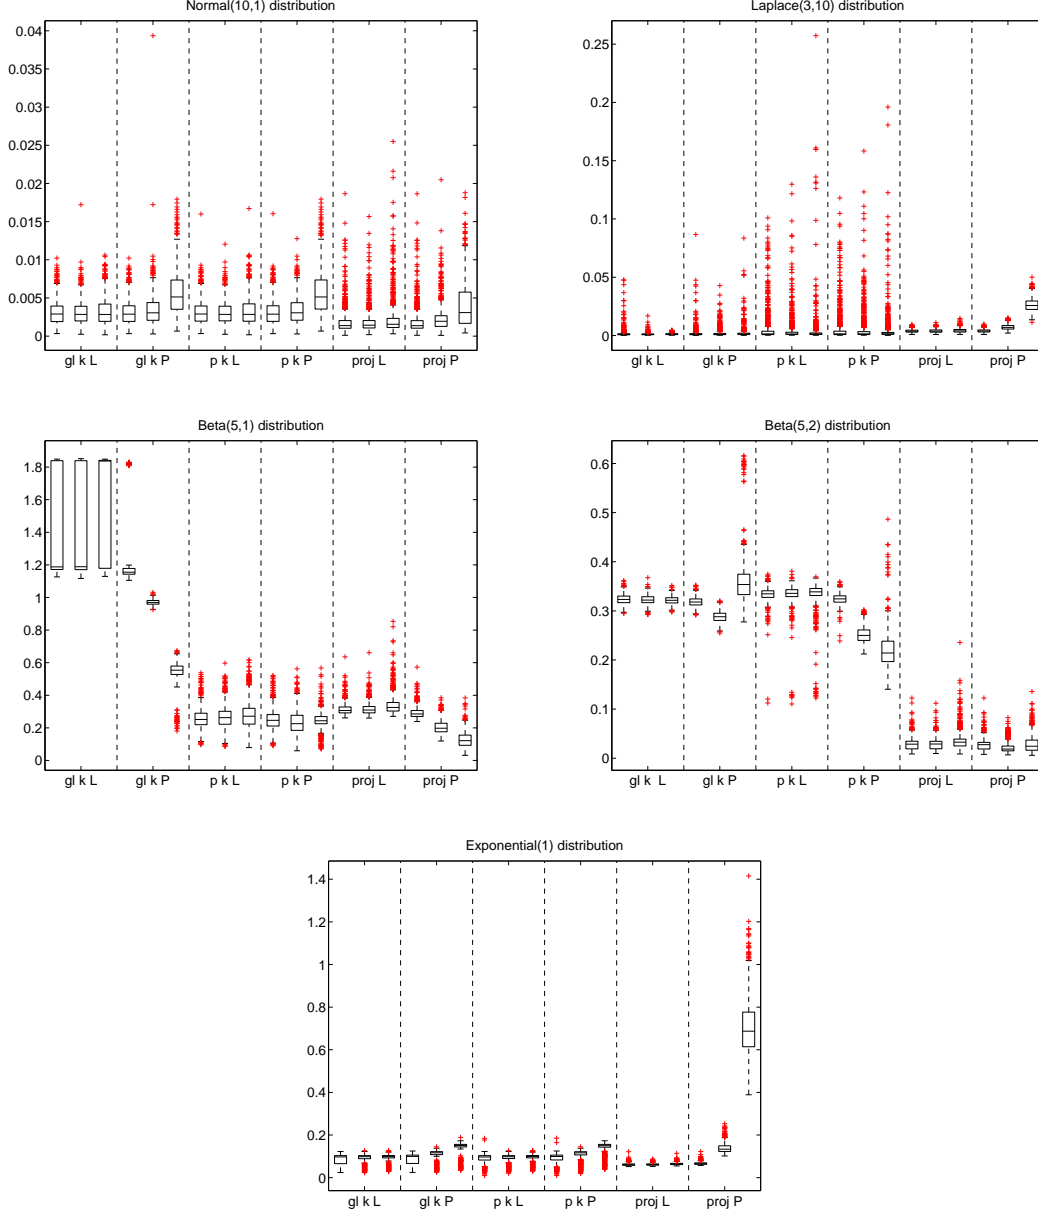 Normal(10,1) distribution
0.04
0.035
0.03
0.025
0.02
0.015
0.01
0.005
0
gl k L
gl k P
p k L
p k P
proj L
proj P
Laplace(3,10) distribution
0.25
0.2
0.15
0.1
0.05
0
gl k L
gl k P
p k L
p k P
proj L
proj P
Beta(5,1) distribution
1.8
1.6
1.4
1.2
1
0.8
0.6
0.4
0.2
0
gl k L
gl k P
p k L
p k P
proj L
proj P
Beta(5,2) distribution
0.6
0.5
0.4
0.3
0.2
0.1
0
gl k L
gl k P
p k L
p k P
proj L
proj P
Exponential(1) distribution
1.4
1.2
1
0.8
0.6
0.4
0.2
0
gl k L
gl k P
p k L
p k P
proj L
proj P